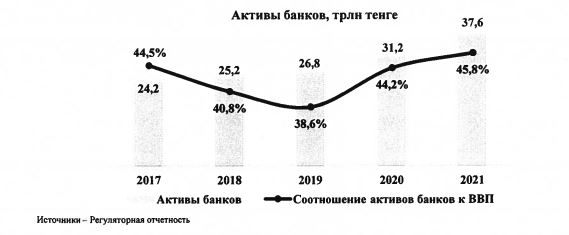 Активы банков, трлн тенге
37,6
44,5%
25,2
26,8
31,2
24,2
40,8%
38,6%
44,2%
45,8%
2017 2018 2019 2020 2021
Активы банков Соотношение активов банков к ВВП
Источники – Регуляторная отчетность